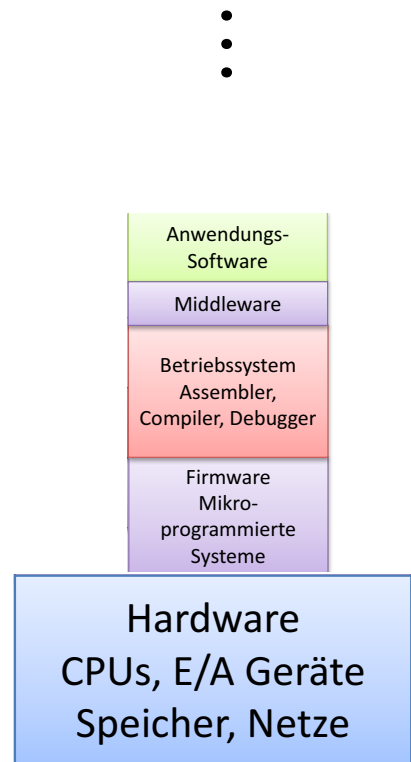 Anwendungs-
Software
Middleware
Betriebssystem
Assembler,
Compiler, Debugger
Firmware
Mikro-
programmierte
Systeme
Hardware
CPUs, E/A Geräte
Speicher, Netze